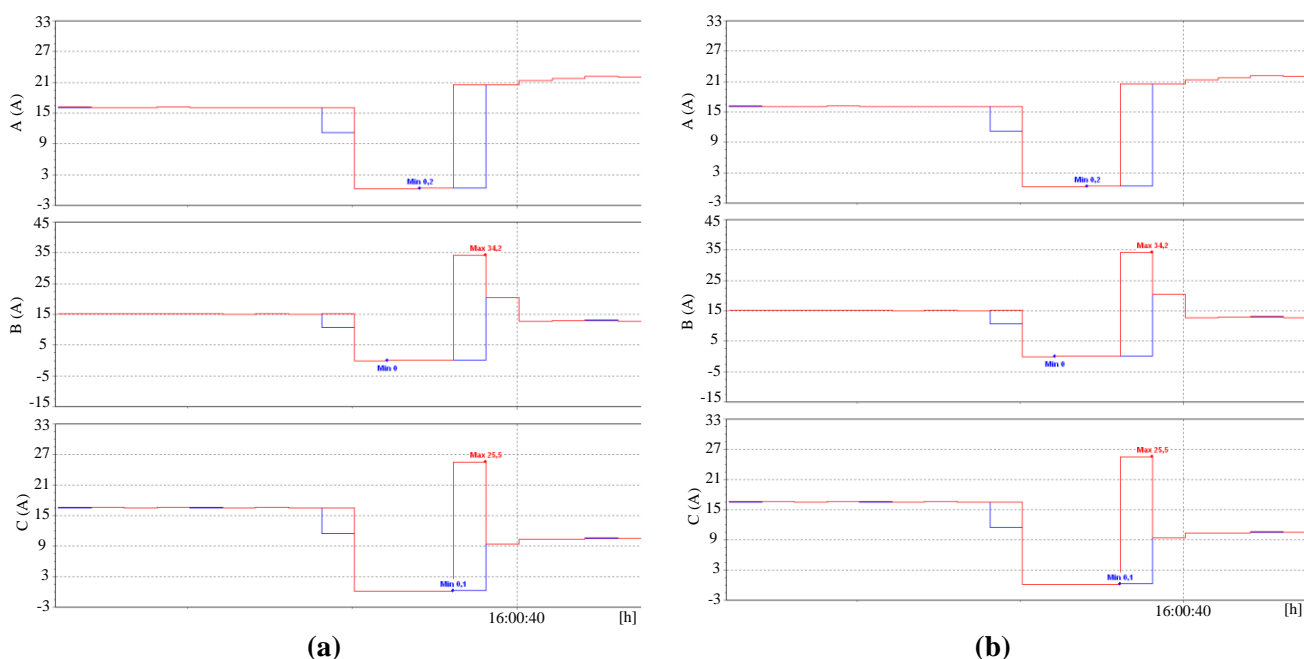 33
27
21
15
9
3
-3
A (A)
Min 0,2
45
35
25
15
5
-5
-15
B (A)
Max 34,2
Min 0
33
27
21
15
9
3
-3
C (A)
Max 25,5
Min 0,1
16:00:40 [h]
(a)
33
27
21
15
9
3
-3
A (A)
Min 0,2
45
35
25
15
5
-5
-15
B (A)
Max 34,2
Min 0
33
27
21
15
9
3
-3
C (A)
Max 25,5
Min 0,1
16:00:40 [h]
(b)